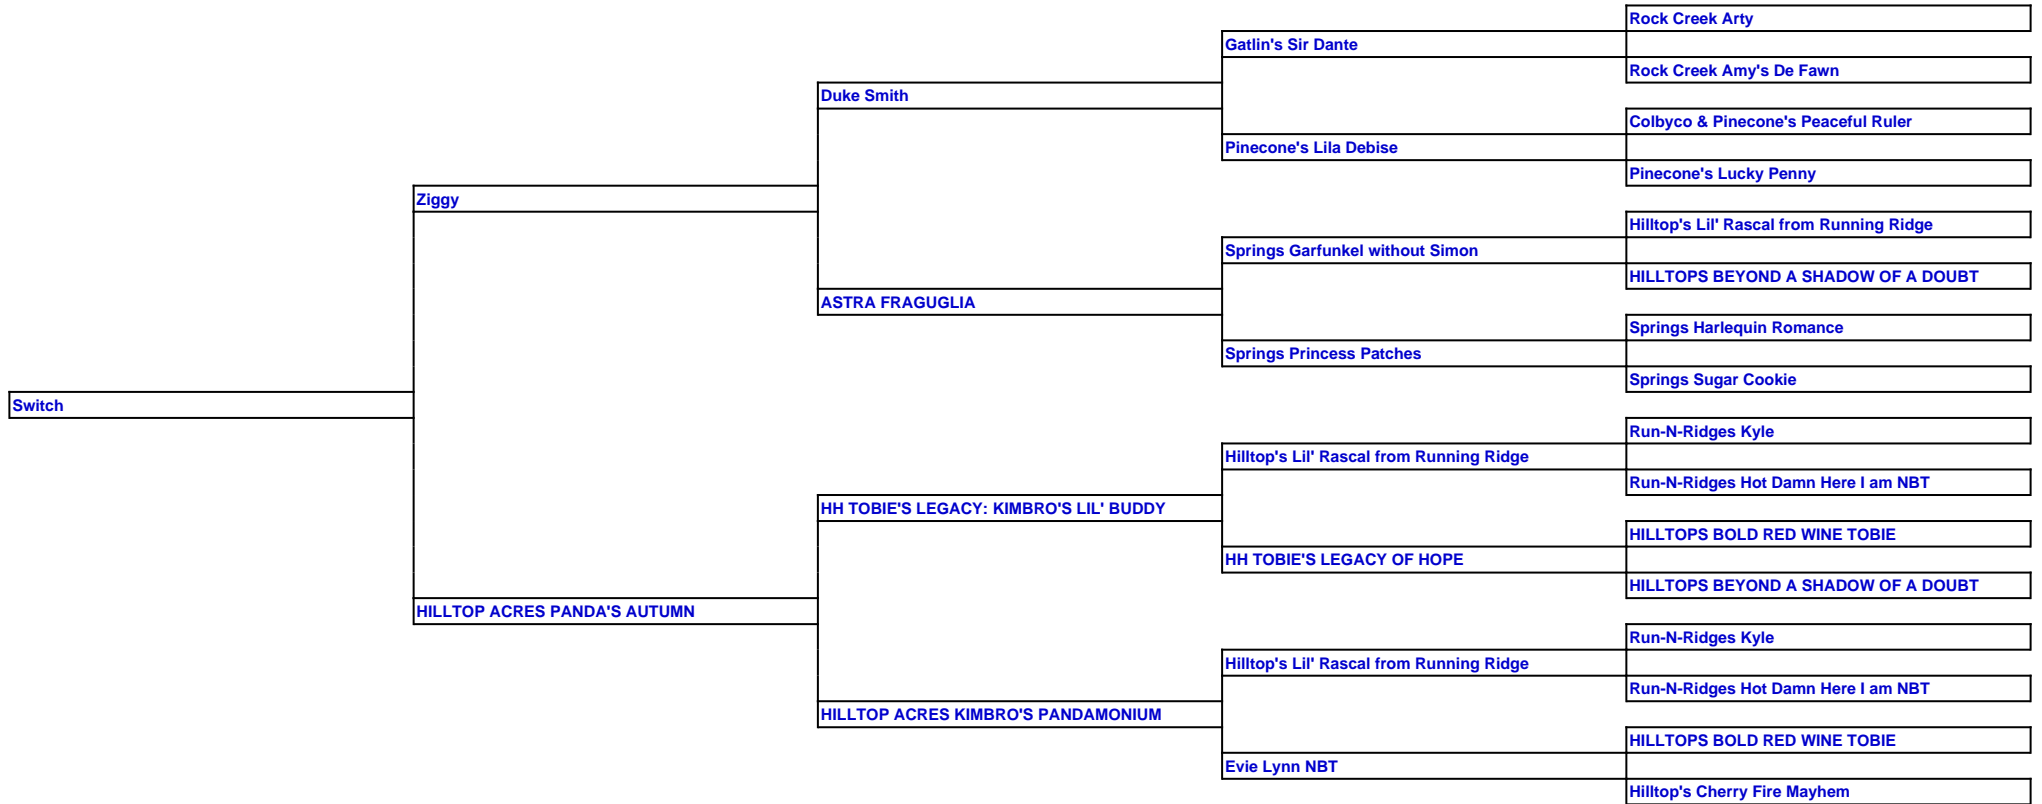 Rock Creek Arty
Gatlin's Sir Dante
Rock Creek Amy's De Fawn
Duke Smith
Colbyco & Pinecone's Peaceful Ruler
Pinecone's Lila Debise
Pinecone's Lucky Penny
Ziggy
Hilltop's Lil' Rascal from Running Ridge
Springs Garfunkel without Simon
HILLTOPS BEYOND A SHADOW OF A DOUBT
ASTRA FRAGUGLIA
Springs Harlequin Romance
Springs Princess Patches
Springs Sugar Cookie
Switch
Run-N-Ridges Kyle
Hilltop's Lil' Rascal from Running Ridge
Run-N-Ridges Hot Damn Here I am NBT
HH TOBIE'S LEGACY: KIMBRO'S LIL' BUDDY
HILLTOPS BOLD RED WINE TOBIE
HH TOBIE'S LEGACY OF HOPE
HILLTOPS BEYOND A SHADOW OF A DOUBT
HILLTOP ACRES PANDA'S AUTUMN
Run-N-Ridges Kyle
Hilltop's Lil' Rascal from Running Ridge
Run-N-Ridges Hot Damn Here I am NBT
HILLTOP ACRES KIMBRO'S PANDAMONIUM
HILLTOPS BOLD RED WINE TOBIE
Evie Lynn NBT
Hilltop's Cherry Fire Mayhem